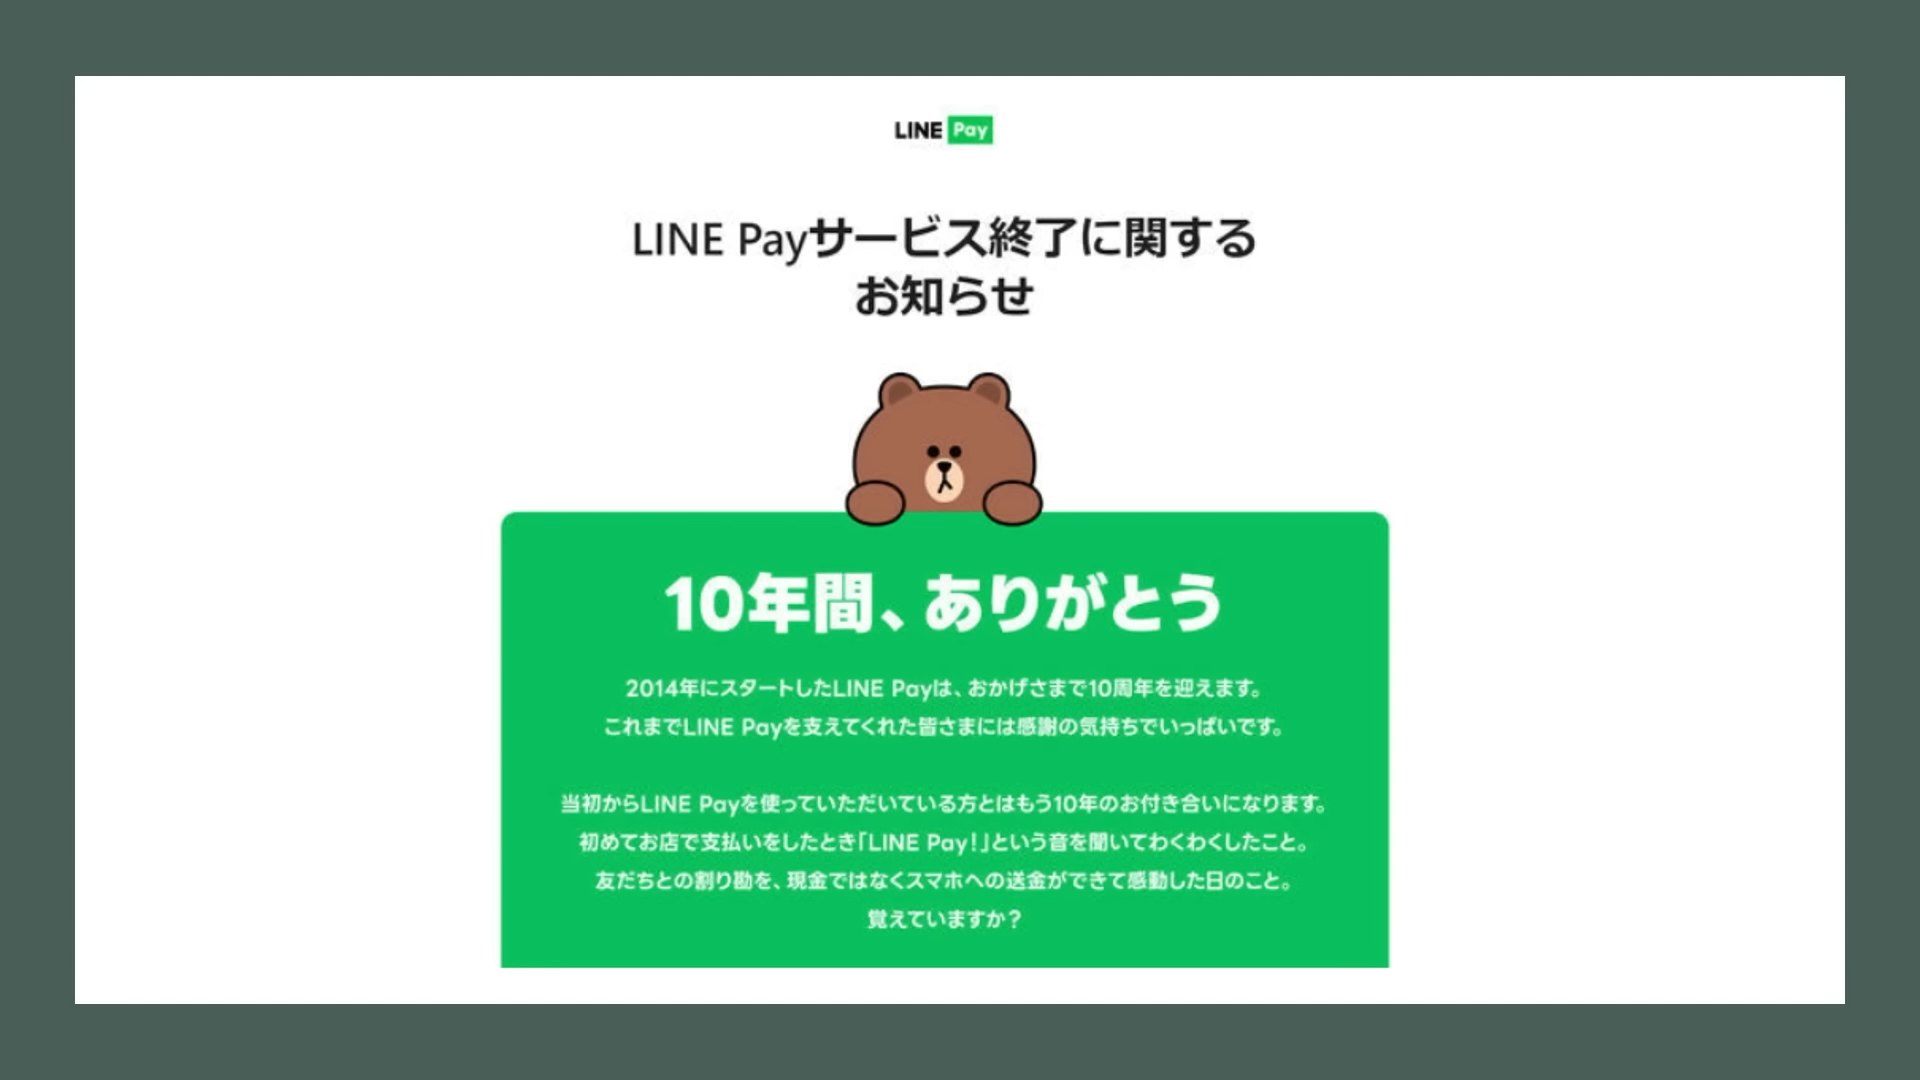 LINE Pay
LINE Payサービス終了に関する
お知らせ
10年間、ありがとう
2014年にスタートしたLINE Payは、おかげさまで10周年を迎えます。
これまでLINE Payを支えてくれた皆さまには感謝の気持ちでいっぱいです。
当初からLINE Payを使っていただいている方とはもう10年のお付き合いになります。
初めてお店で支払いをしたとき「LINE Pay！」という音を聞いてわくわくしたこと。
友だちとの割り勘を、現金ではなくスマホへの送金ができて感動した日のこと。
覚えていますか？